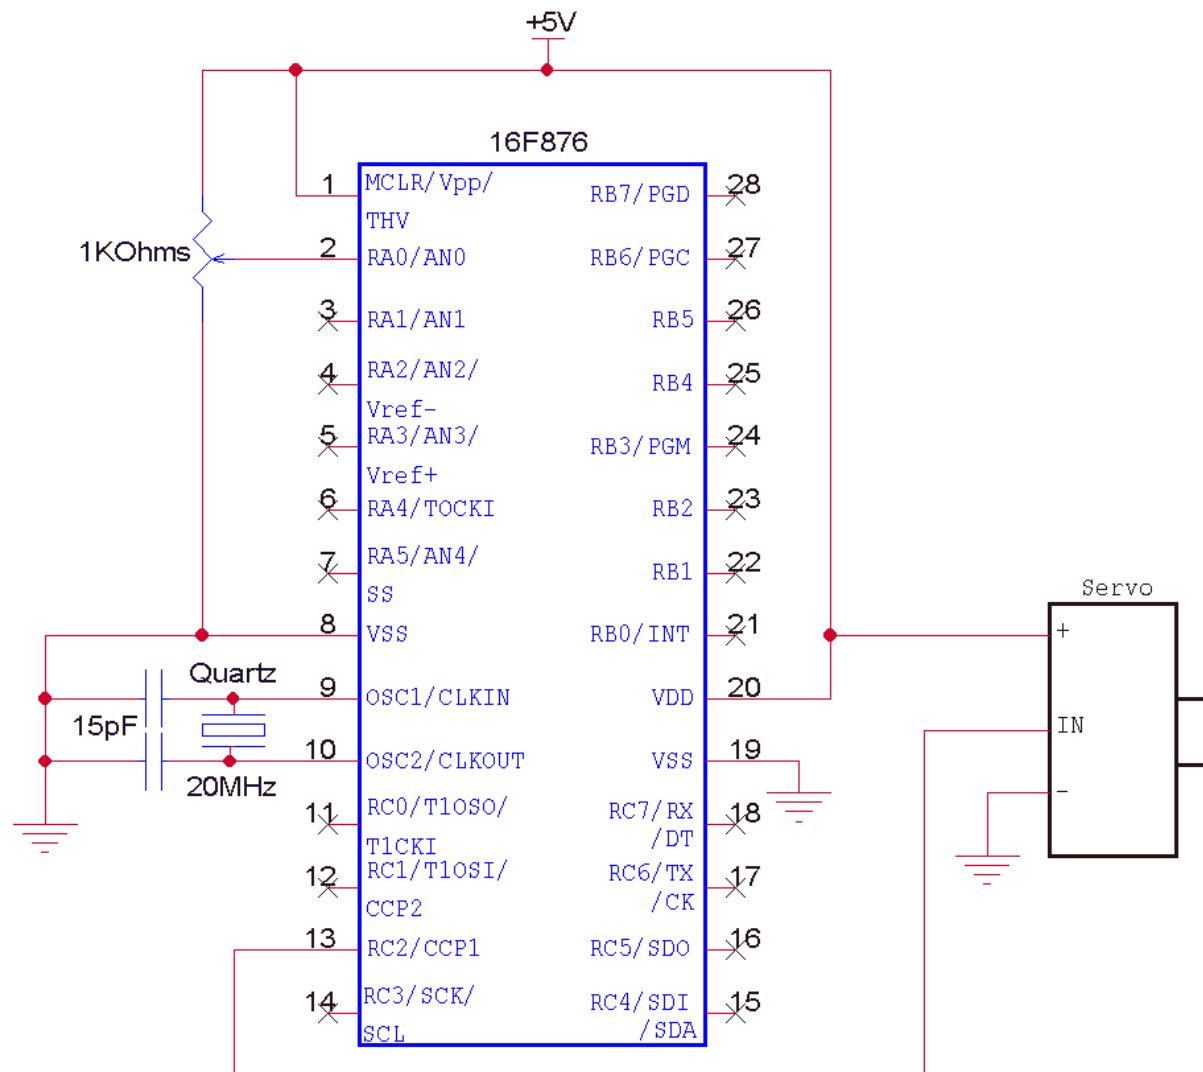 +5V
16F876
1
MCLR/Vpp/
THV
RB7/PGD
28
1KOhms
2
RA0/AN0
RB6/PGC
27
3
RA1/AN1
RB5
26
4
RA2/AN2/
Vref-
RB4
25
5
RA3/AN3/
Vref+
RB3/PGM
24
6
RA4/TOCKI
RB2
23
7
RA5/AN4/
SS
RB1
22
8
VSS
RB0/INT
21
Servo
+
IN
-
Quartz
9
OSC1/CLKIN
VDD
20
15pF
10
OSC2/CLKOUT
VSS
19
20MHz
11
RC0/T1OSO/
T1CKI
RC7/RX
/DT
18
12
RC1/T1OSI/
CCP2
RC6/TX
/CK
17
13
RC2/CCP1
RC5/SDO
16
14
RC3/SCK/
SCL
RC4/SDI
/SDA
15